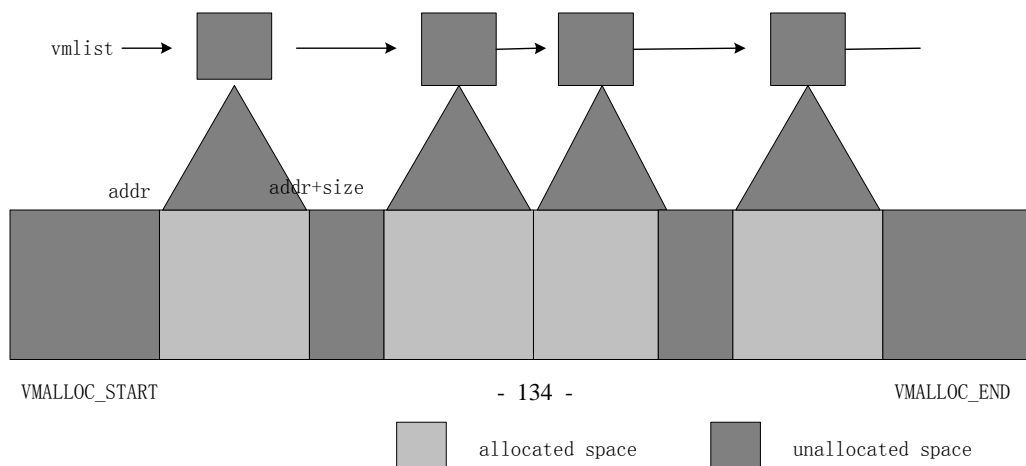 vmlist
addr
addr+size
VMALLOC_START
- 134 -
VMALLOC_END
allocated space
unallocated space